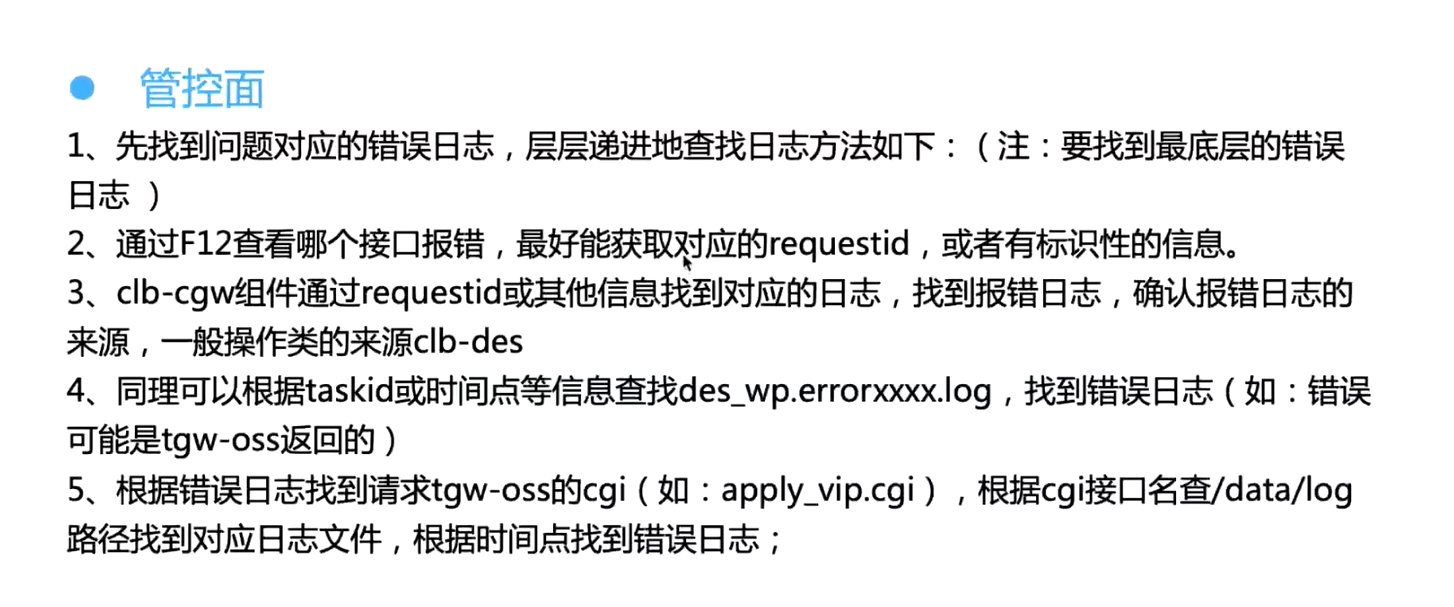 ● 管控面
1、先找到问题对应的错误日志，层层递进地查找日志方法如下：（注：要找到最底层的错误
日志 ）
2、通过F12查看哪个接口报错，最好能获取对应的requestid，或者有标识性的信息。
3、clb-cgw组件通过requestid或其他信息找到对应的日志，找到报错日志，确认报错日志的
来源，一般操作类的来源clb-des
4、同理可以根据taskid或时间点等信息查找des_wp.errorxxxx.log，找到错误日志（如：错误
可能是tgw-oss返回的）
5、根据错误日志找到请求tgw-oss的cgi（如：apply_vip.cgi），根据cgi接口名查/data/log
路径找到对应日志文件，根据时间点找到错误日志；